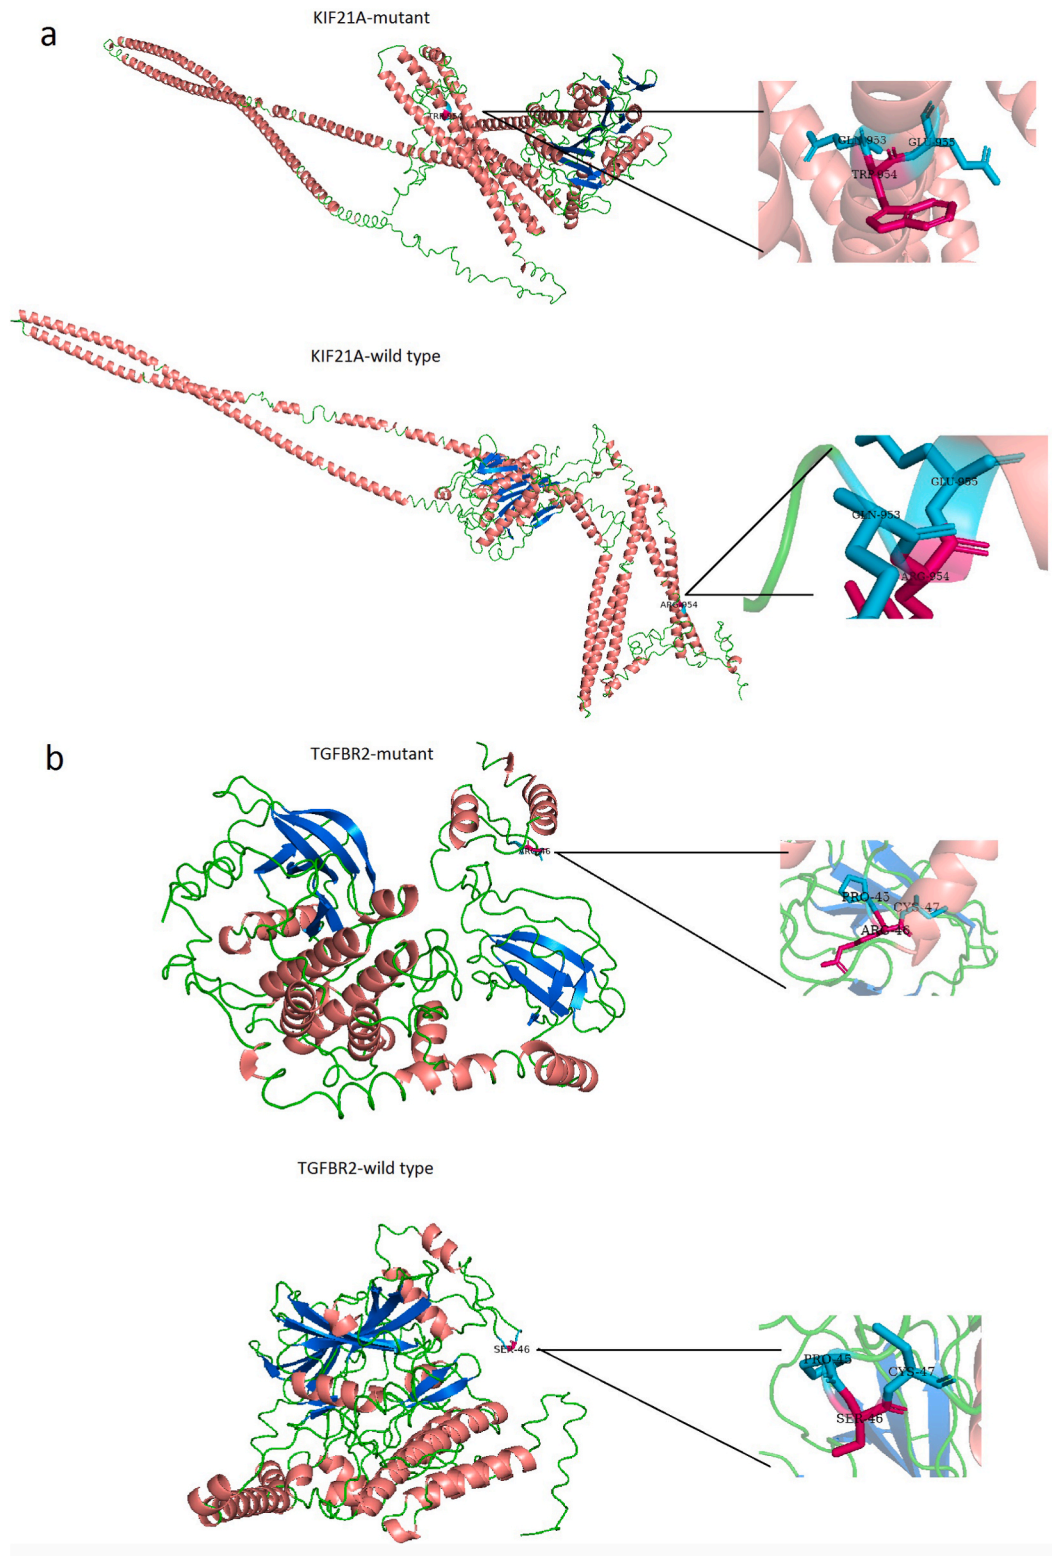 a
KIF21A-mutant
TRP-954
GLN-953
GLU-955
TRP-954
KIF21A-wild type
GLU-955
GLN-953
ARG-954
ARG-954
b
TGFBR2-mutant
ARG-46
PRO-45
CYS-47
ARG-46
TGFBR2-wild type
SER-46
PRO-45
CYS-47
SER-46